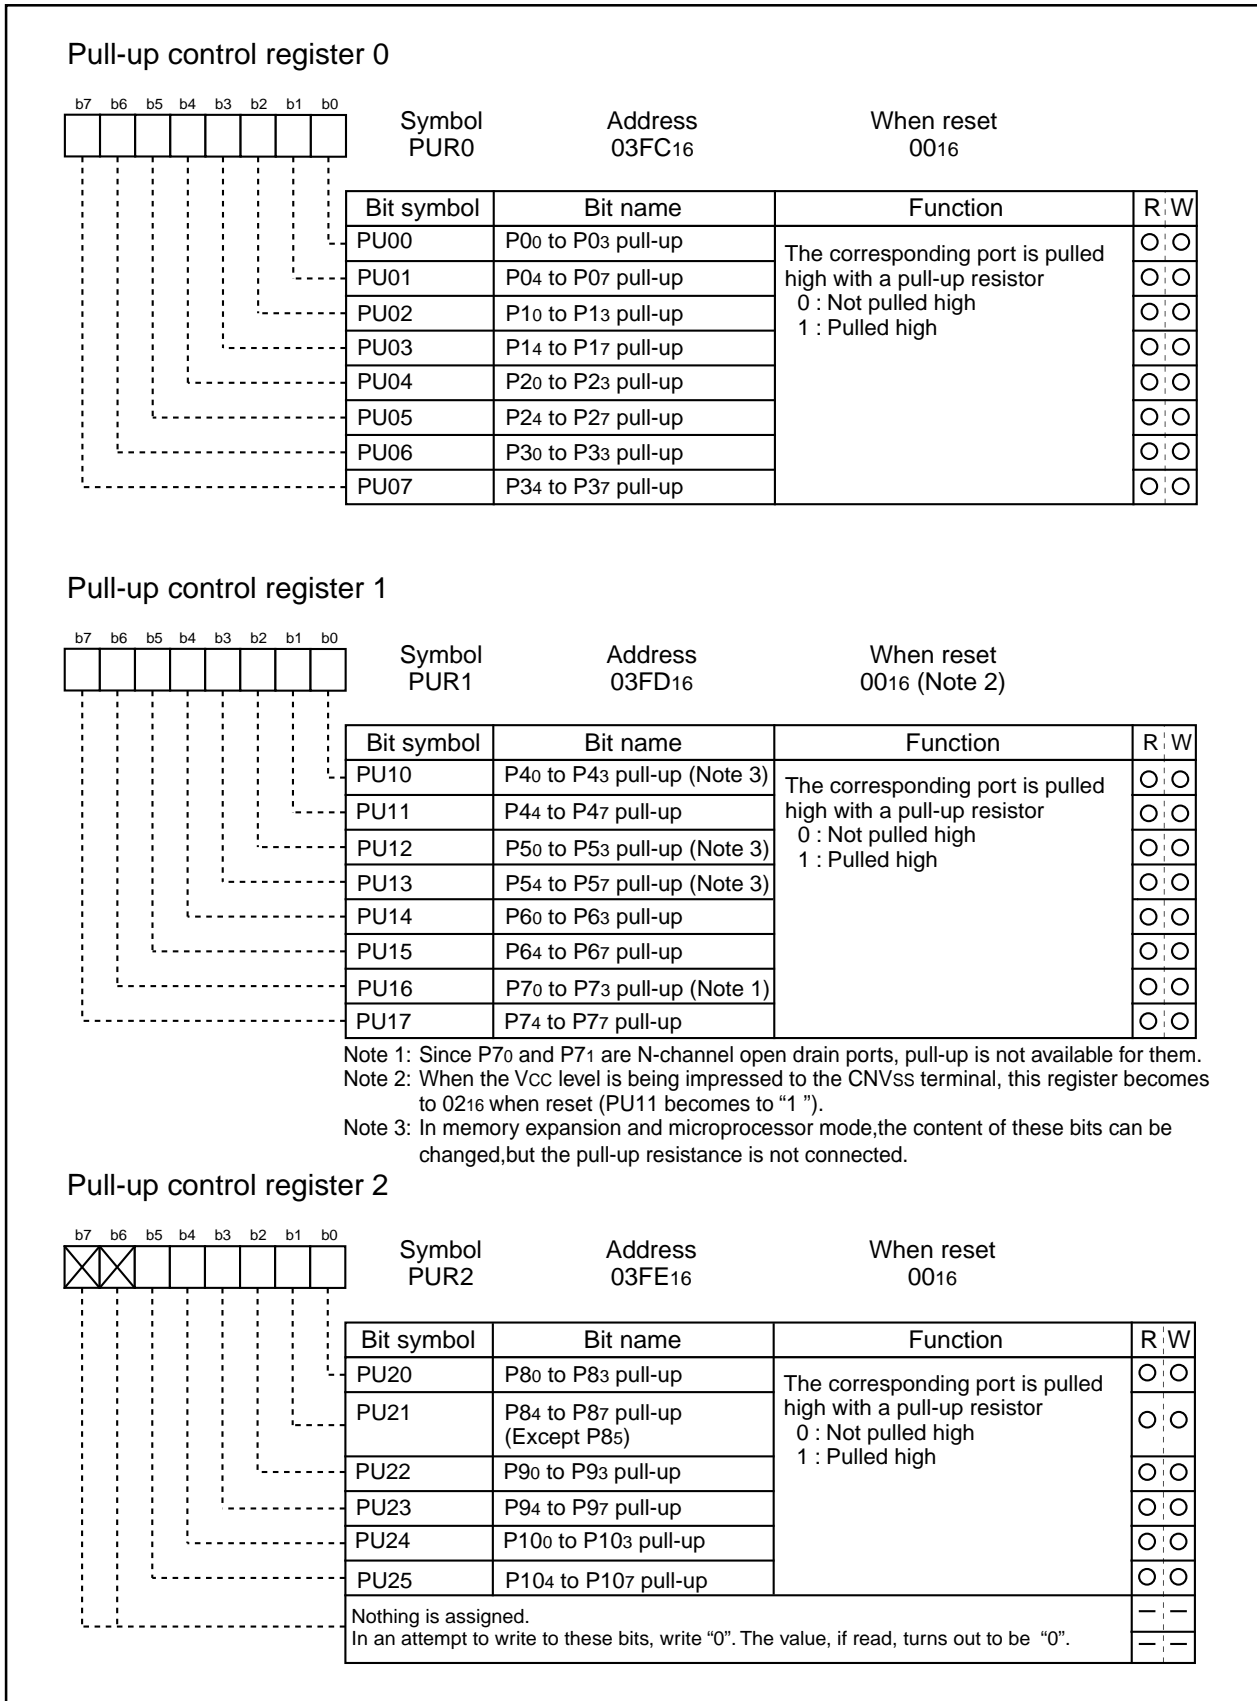 Pull-up control register 0
b7 b6 b5 b4 b3 b2 b1 b0
Symbol Address When reset
PUR0 03FC16 0016
Bit symbol Bit name Function R W
PU00 P00 to P03 pull-up The corresponding port is pulled
PU01 P04 to P07 pull-up high with a pull-up resistor
0 : Not pulled high
PU02 P10 to P13 pull-up 1 : Pulled high
PU03 P14 to P17 pull-up
PU04 P20 to P23 pull-up
PU05 P24 to P27 pull-up
PU06 P30 to P33 pull-up
PU07 P34 to P37 pull-up
Pull-up control register 1
b7 b6 b5 b4 b3 b2 b1 b0
Symbol Address When reset
PUR1 03FD16 0016 (Note 2)
Bit symbol Bit name Function R W
PU10 P40 to P43 pull-up (Note 3) The corresponding port is pulled
PU11 P44 to P47 pull-up high with a pull-up resistor
0 : Not pulled high
PU12 P50 to P53 pull-up (Note 3) 1 : Pulled high
PU13 P54 to P57 pull-up (Note 3)
PU14 P60 to P63 pull-up
PU15 P64 to P67 pull-up
PU16 P70 to P73 pull-up (Note 1)
PU17 P74 to P77 pull-up
Note 1: Since P70 and P71 are N-channel open drain ports, pull-up is not available for them.
Note 2: When the VCC level is being impressed to the CNVSS terminal, this register becomes
to 0216 when reset (PU11 becomes to “1 ”).
Note 3: In memory expansion and microprocessor mode,the content of these bits can be
changed,but the pull-up resistance is not connected.
Pull-up control register 2
b7 b6 b5 b4 b3 b2 b1 b0
Symbol Address When reset
PUR2 03FE16 0016
Bit symbol Bit name Function R W
PU20 P80 to P83 pull-up The corresponding port is pulled
PU21 P84 to P87 pull-up high with a pull-up resistor
(Except P85) 0 : Not pulled high
1 : Pulled high
PU22 P90 to P93 pull-up
PU23 P94 to P97 pull-up
PU24 P100 to P103 pull-up
PU25 P104 to P107 pull-up
Nothing is assigned.
In an attempt to write to these bits, write “0”. The value, if read, turns out to be “0”.